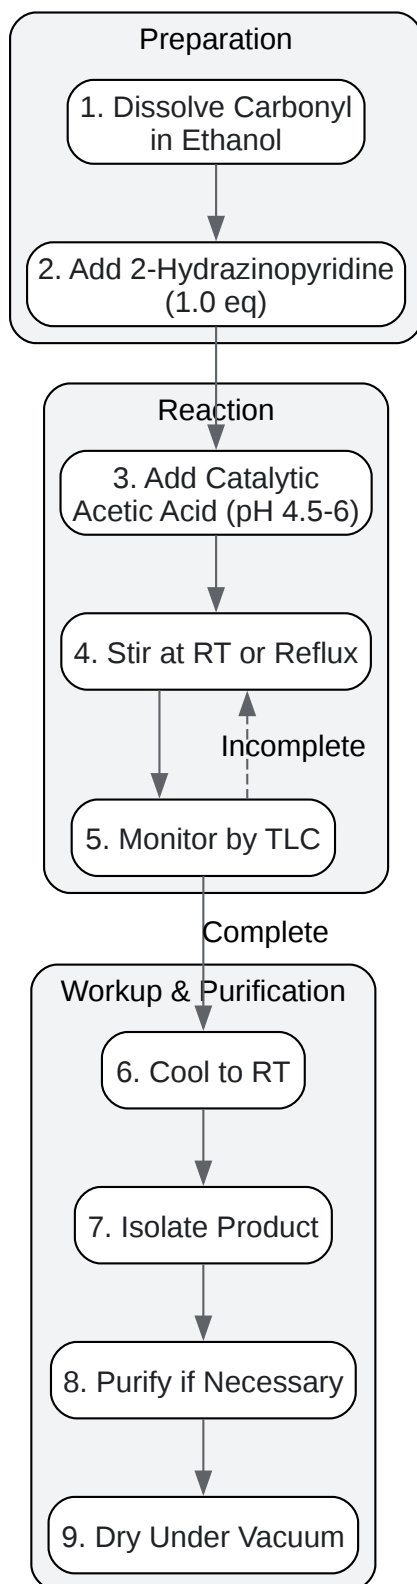 Preparation
1. Dissolve Carbonyl
in Ethanol
2. Add 2-Hydrazinopyridine
(1.0 eq)
Reaction
3. Add Catalytic
Acetic Acid (pH 4.5-6)
4. Stir at RT or Reflux
Incomplete
5. Monitor by TLC
Complete
Workup & Purification
6. Cool to RT
7. Isolate Product
8. Purify if Necessary
9. Dry Under Vacuum